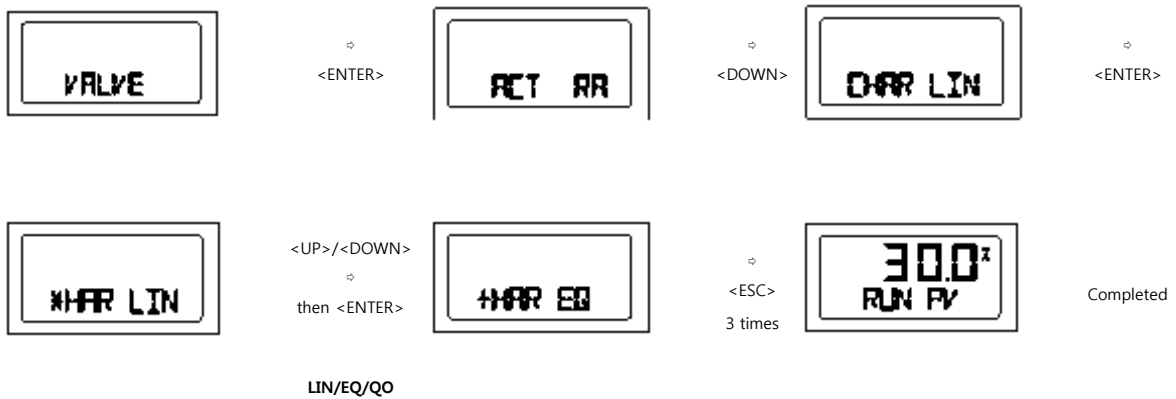 VALVE
⇨
<ENTER>
ACT RA
⇨
<DOWN>
CHAR LIN
⇨
<ENTER>
*HAR LIN
<UP>/<DOWN>
⇨
then <ENTER>
LIN/EQ/QO
+HAR EQ
⇨
<ESC>
3 times
30.0%
RUN PV
Completed